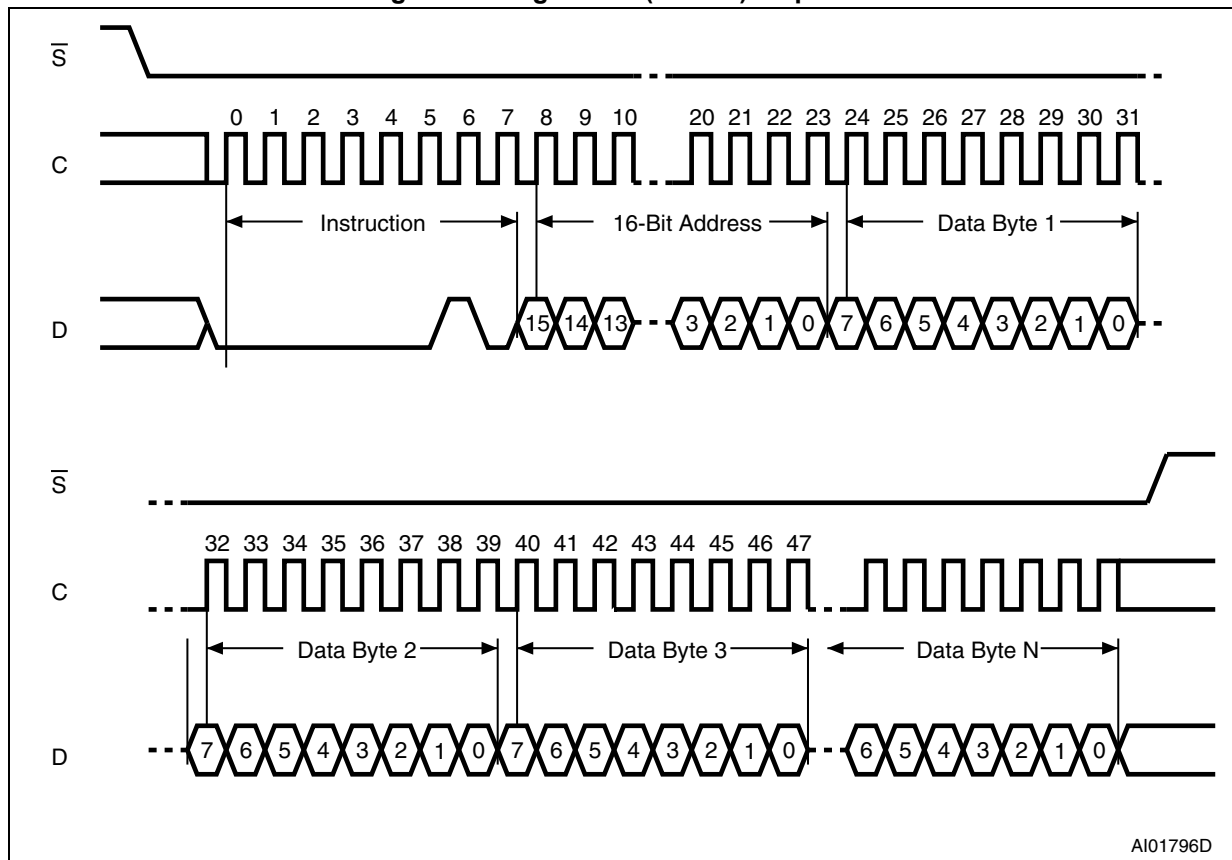 S
0 1 2 3 4 5 6 7 8 9 10 20 21 22 23 24 25 26 27 28 29 30 31
C
Instruction 16-Bit Address Data Byte 1
D 15 14 13 3 2 1 0 7 6 5 4 3 2 1 0
S
32 33 34 35 36 37 38 39 40 41 42 43 44 45 46 47
C
Data Byte 2 Data Byte 3 Data Byte N
D 7 6 5 4 3 2 1 0 7 6 5 4 3 2 1 0 6 5 4 3 2 1 0
AI01796D